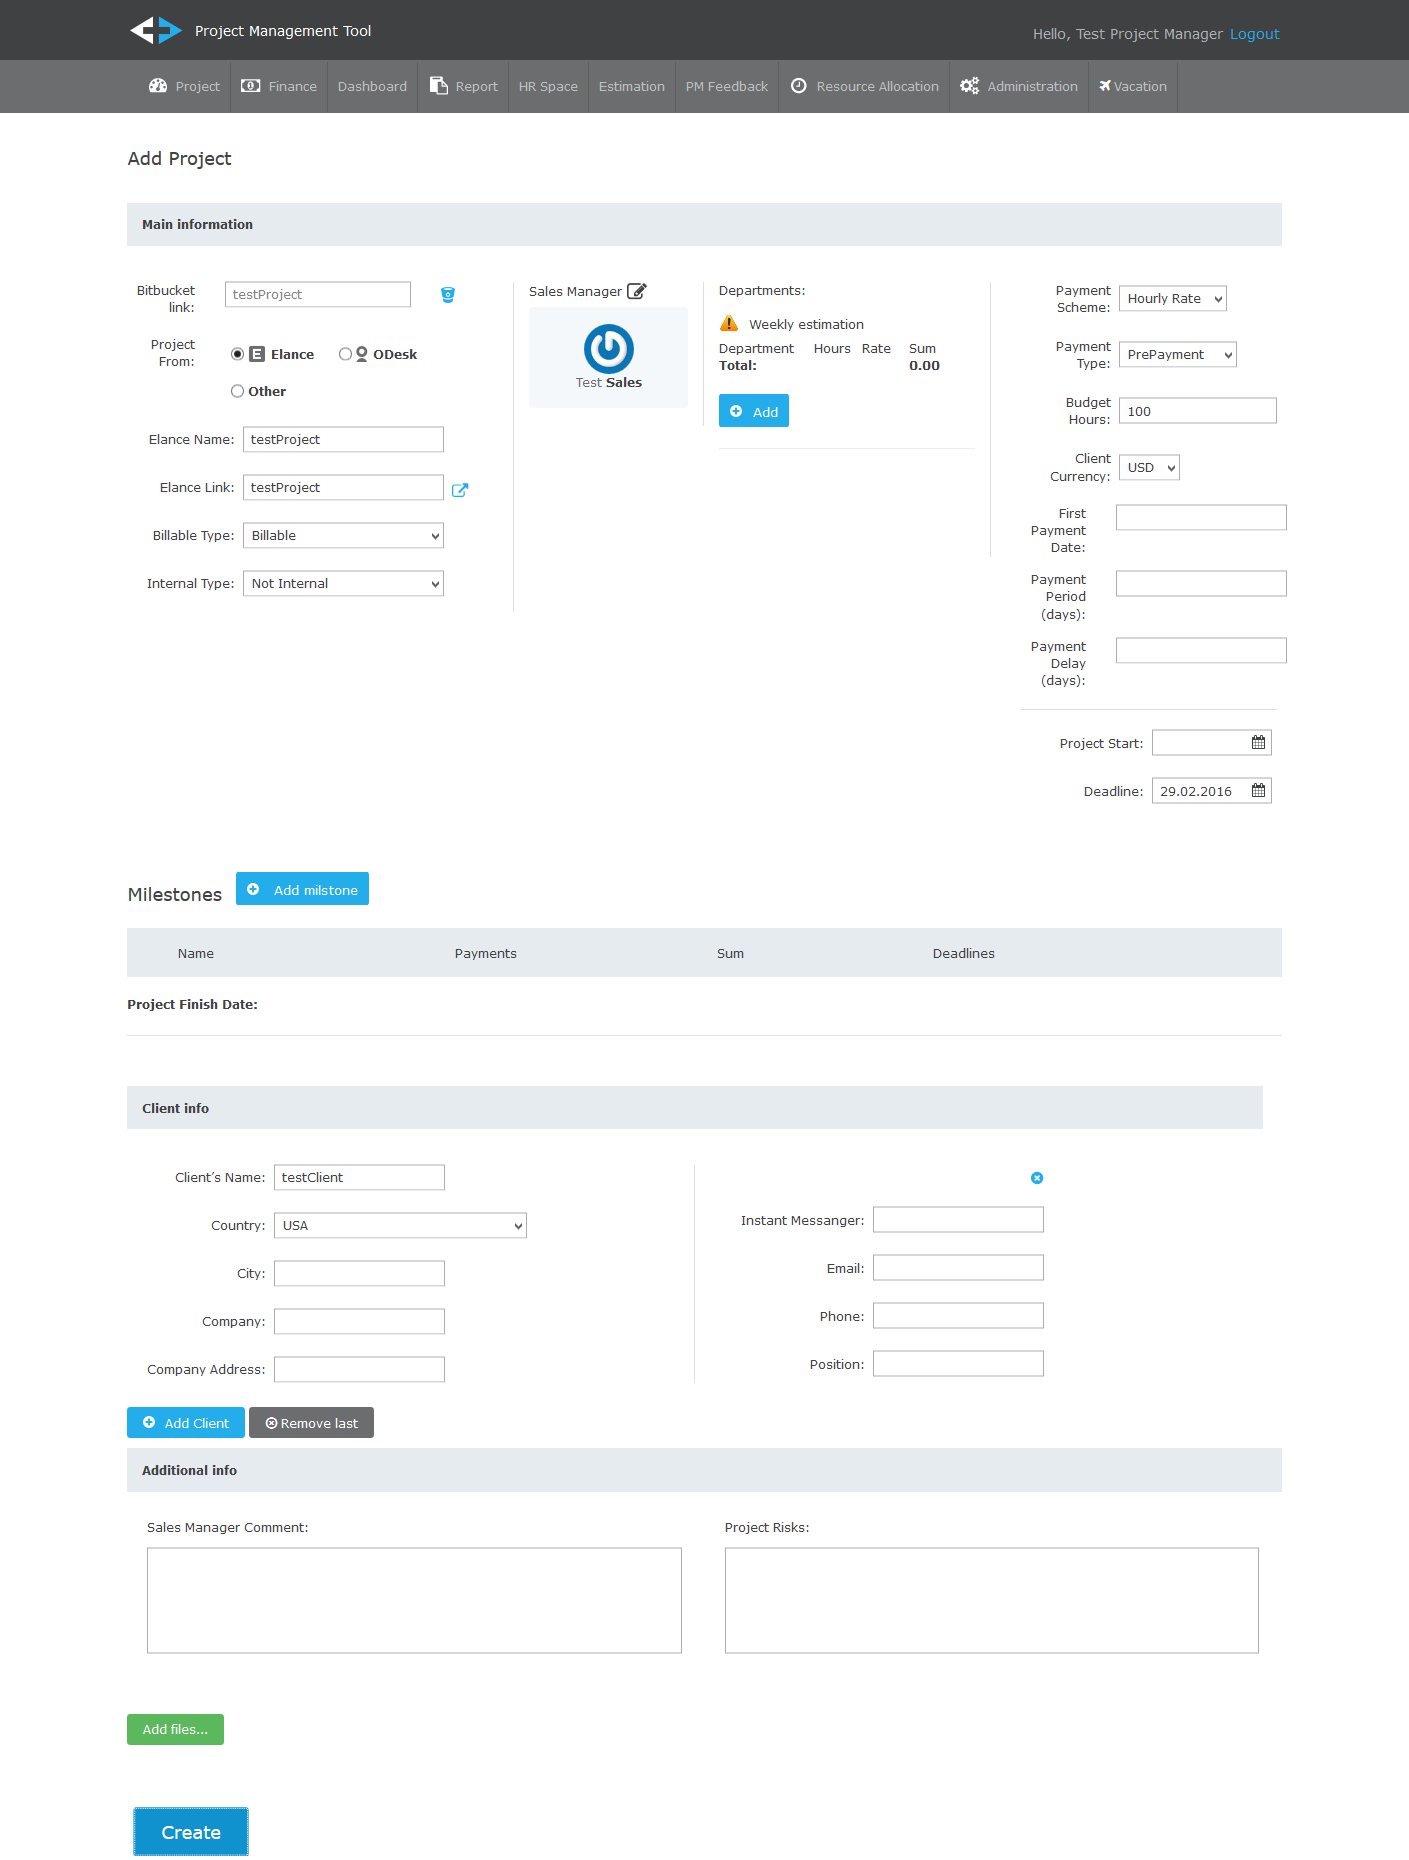 Project Management Tool
Hello, Test Project Manager Logout
Project Finance Dashboard Report HR Space Estimation PM Feedback Resource Allocation Administration Vacation
Add Project
Main information
Bitbucket
link:
testProject
Project
From:
E Elance
ODesk
Other
Elance Name: testProject
Elance Link: testProject
Billable Type: Billable
Internal Type: Not Internal
Sales Manager
Test Sales
Departments:
Weekly estimation
Department Hours Rate Sum
Total: 0.00
Add
Payment
Scheme:
Hourly Rate
Payment
Type:
PrePayment
Budget
Hours:
100
Client
Currency:
USD
First
Payment
Date:
Payment
Period
(days):
Payment
Delay
(days):
Project Start:
Deadline: 29.02.2016
Milestones
Add milstone
Name Payments Sum Deadlines
Project Finish Date:
Client info
Client's Name: testClient
Country: USA
City:
Company:
Company Address:
Instant Messanger:
Email:
Phone:
Position:
Add Client
Remove last
Additional info
Sales Manager Comment:
Project Risks:
Add files...
Create